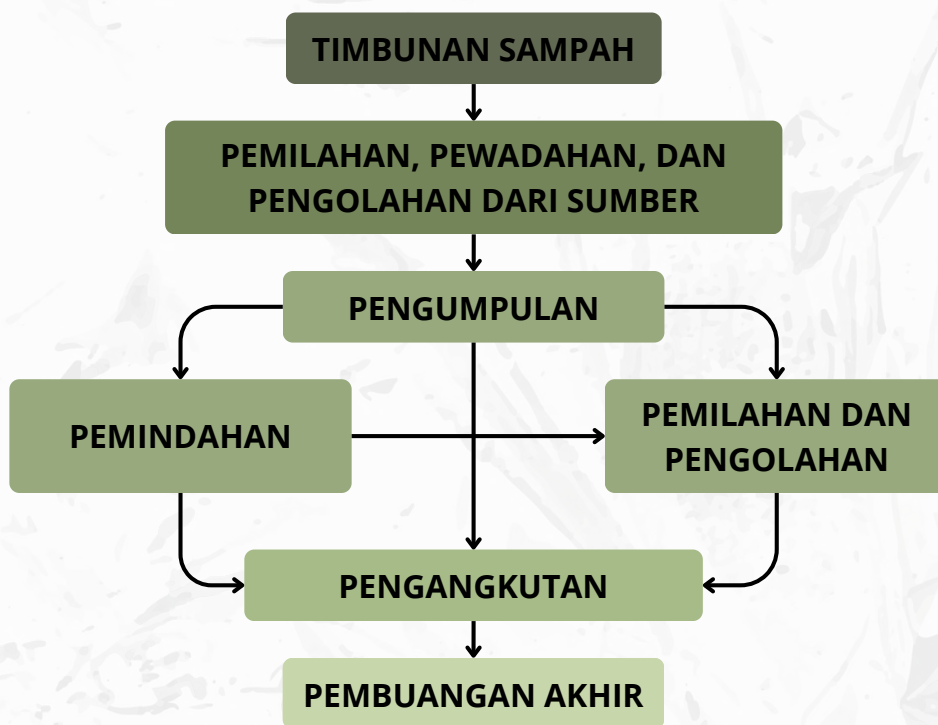 TIMBUNAN SAMPAH
PEMILAHAN, PEWADAHAN, DAN
PENGOLAHAN DARI SUMBER
PENGUMPULAN
PEMINDAHAN
PEMILAHAN DAN
PENGOLAHAN
PENGANGKUTAN
PEMBUANGAN AKHIR